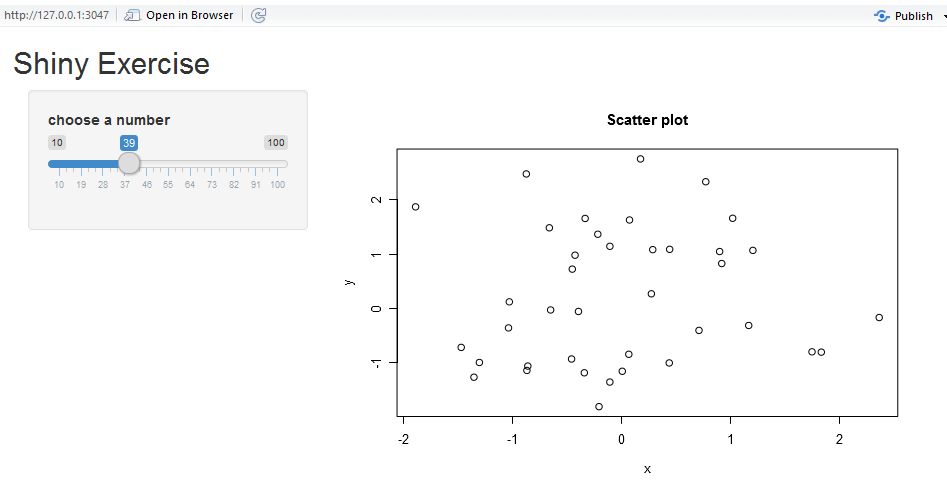 http://127.0.0.1:3047 Open in Browser Publish
Shiny Exercise
choose a number
10 39 100
10 19 28 37 46 55 64 73 82 91 100
Scatter plot
2
1
0
-1
y
-2 -1 0 1 2
x